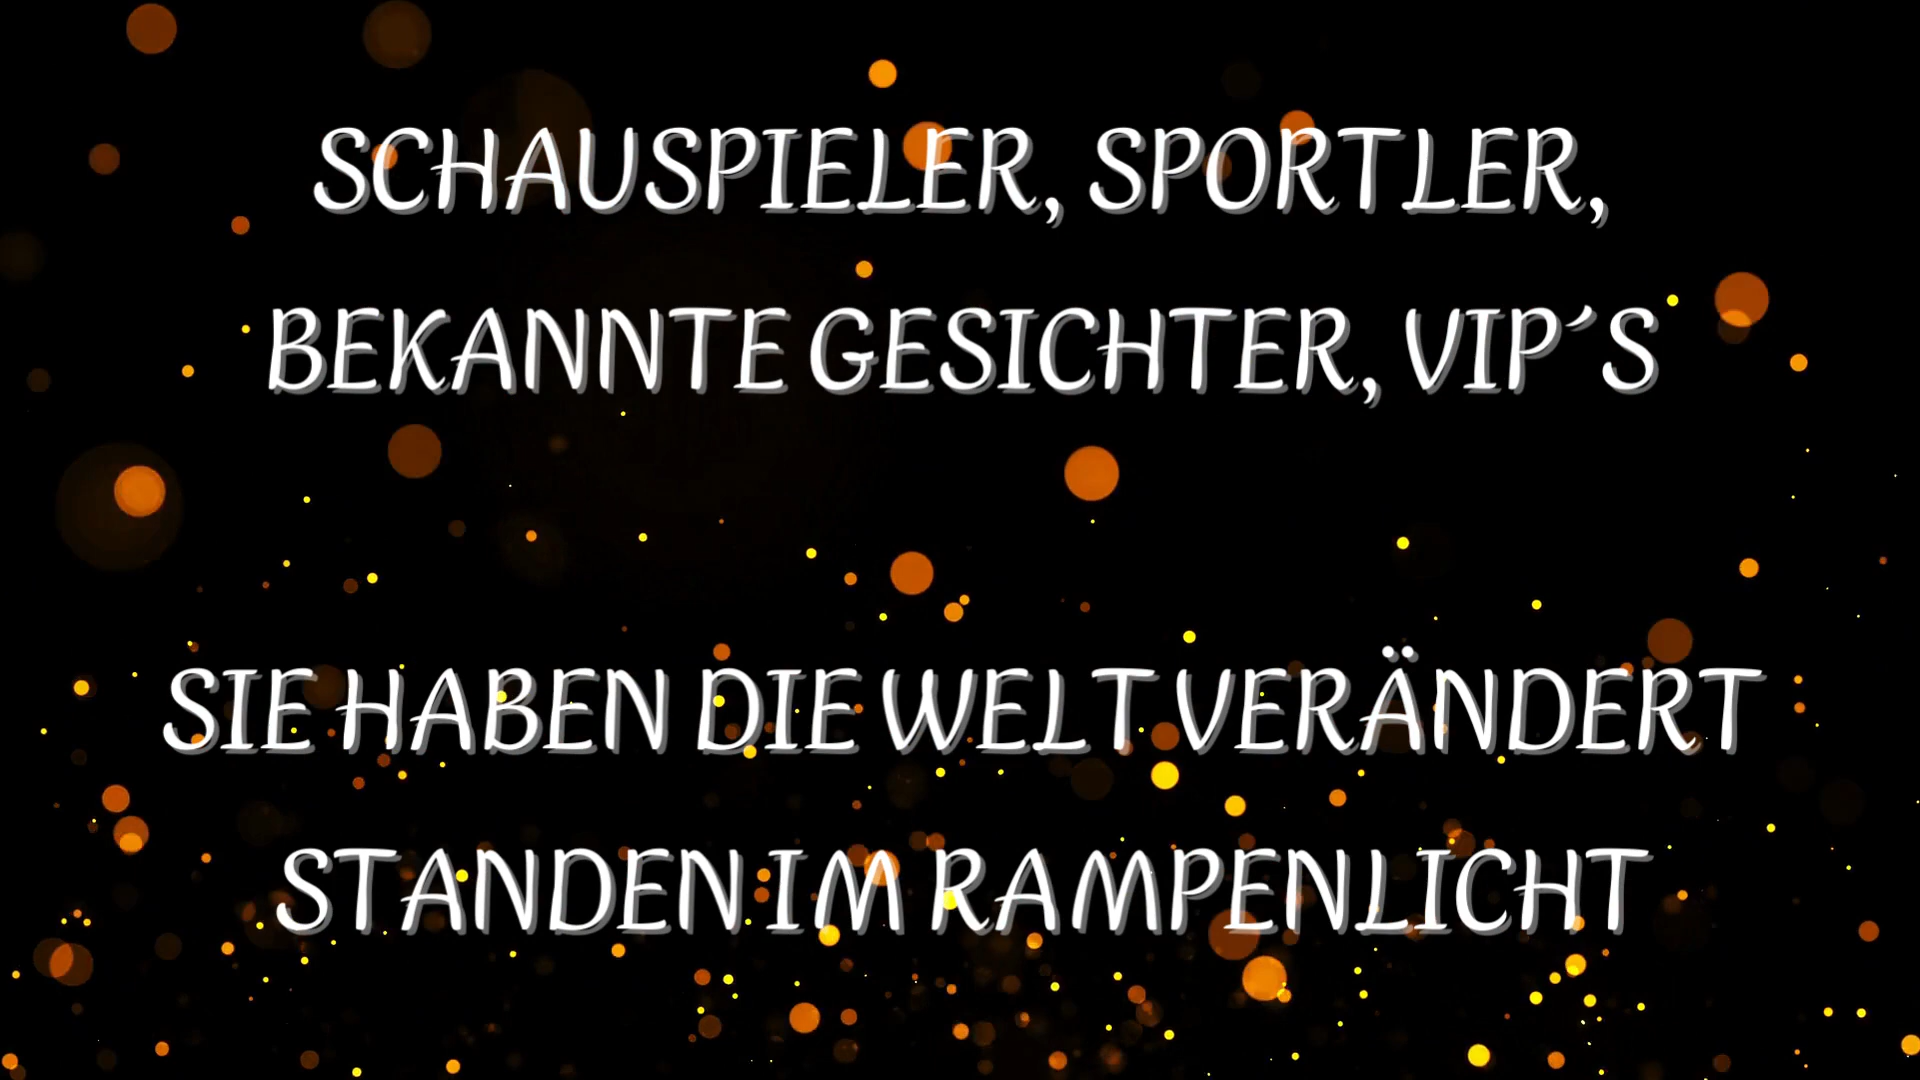 SCHAUSPIELER, SPORTLER,
BEKANNTE GESICHTER, VIP´S
SIE HABEN DIE WELT VERÄNDERT
STANDEN IM RAMPENLICHT